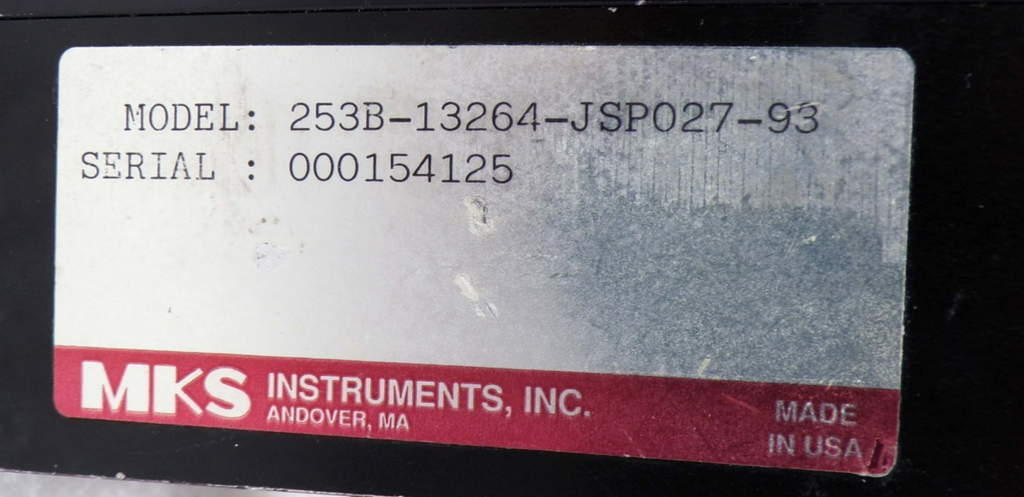 MODEL: 253B-13264-JSP027-93
SERIAL : 000154125
MKS INSTRUMENTS, INC.
ANDOVER, MA
MADE
IN USA